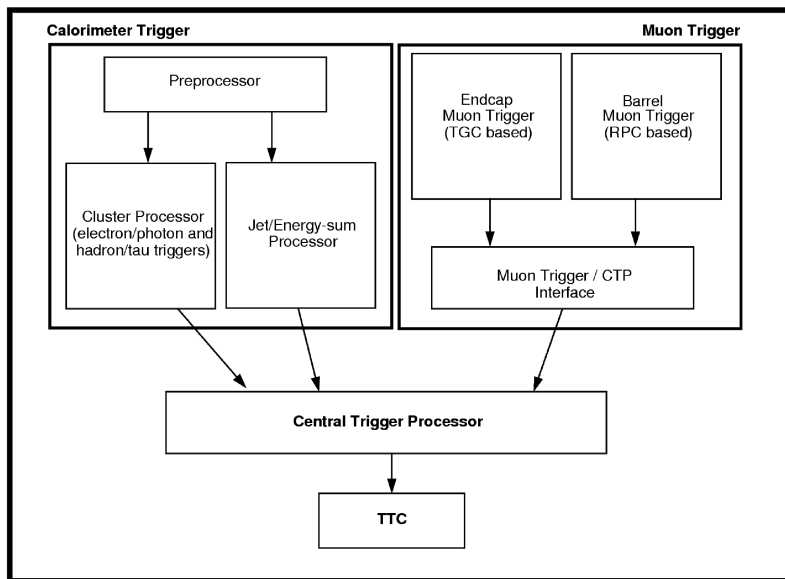 Calorimeter Trigger
Muon Trigger
Preprocessor
Endcap
Muon Trigger
(TGC based)
Barrel
Muon Trigger
(RPC based)
Cluster Processor
(electron/photon and
hadron/tau triggers)
Jet/Energy-sum
Processor
Muon Trigger / CTP
Interface
Central Trigger Processor
TTC